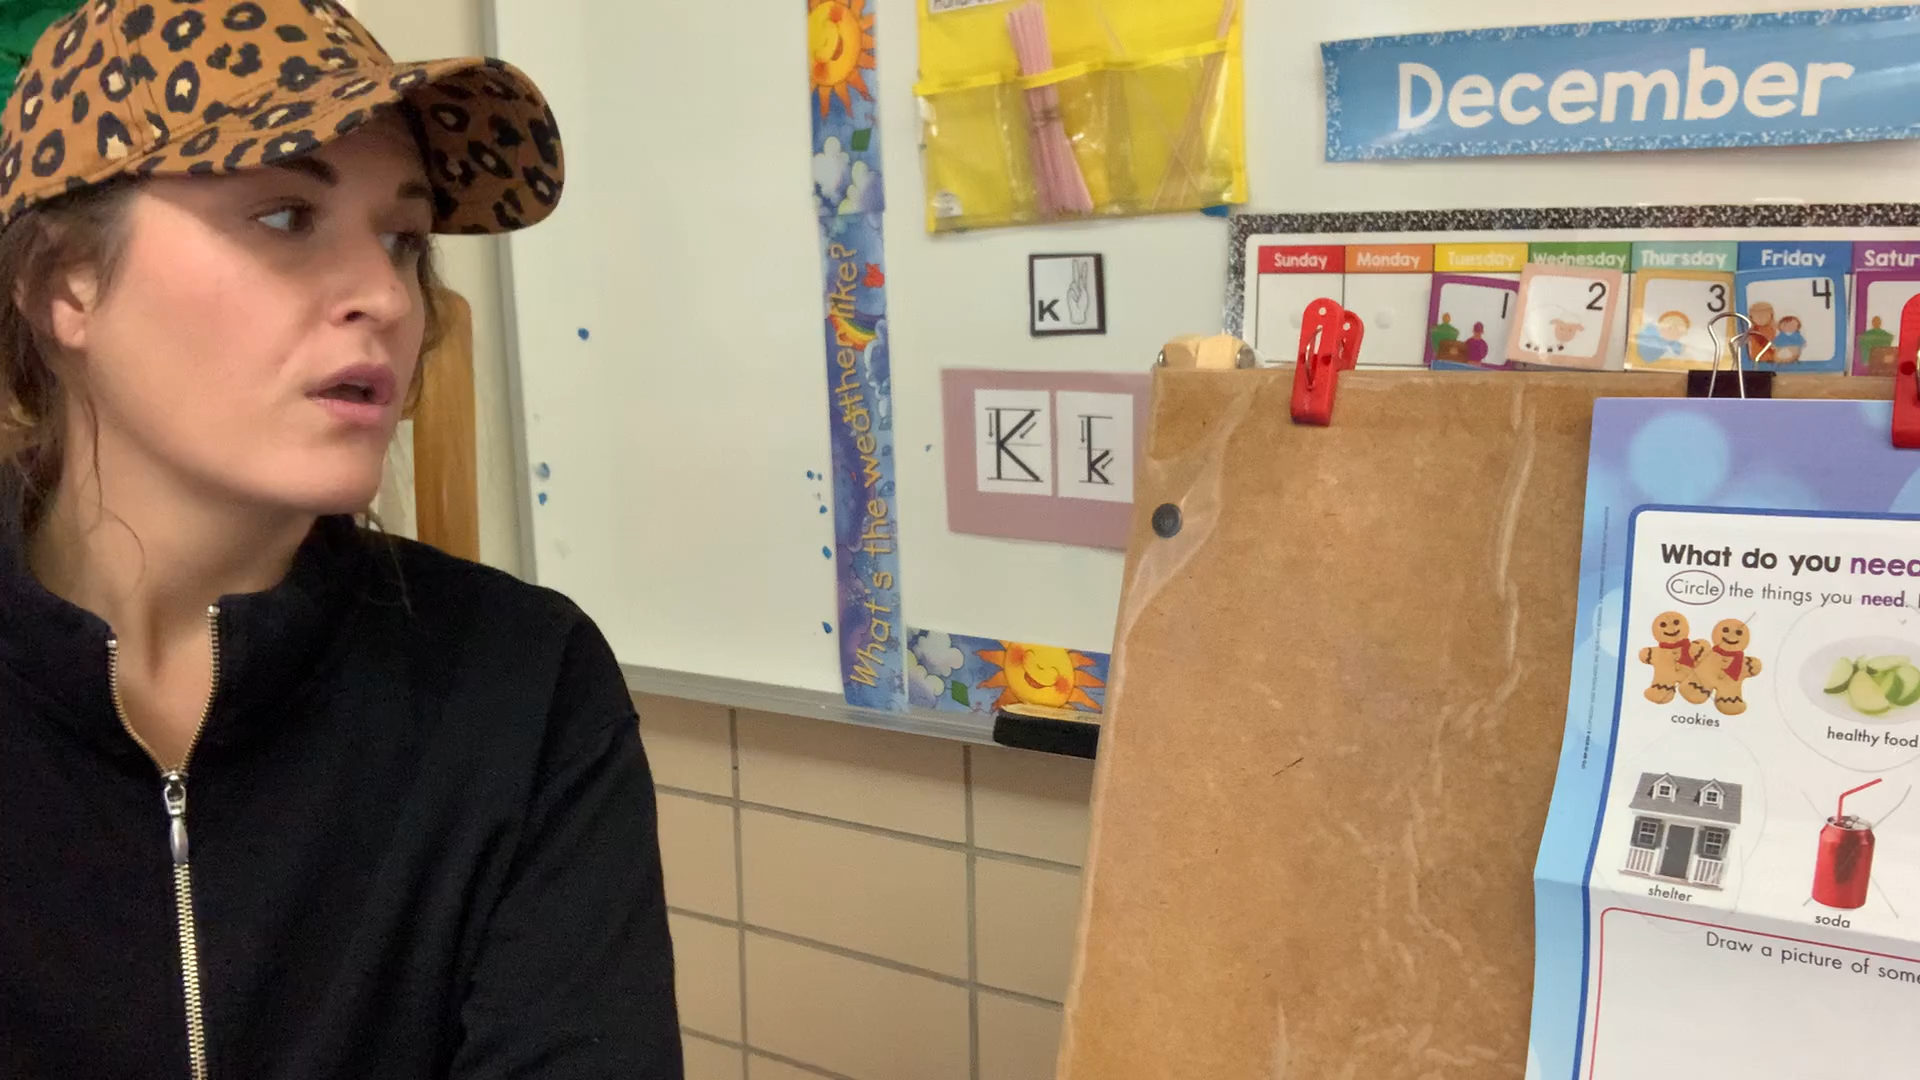 December
Sunday Monday Tuesday Wednesday Thursday Friday Satur
1 2 3 4
What's the weather like?
K
K k
What do you need
Circle the things you need.
cookies
healthy food
shelter
soda
Draw a picture of some